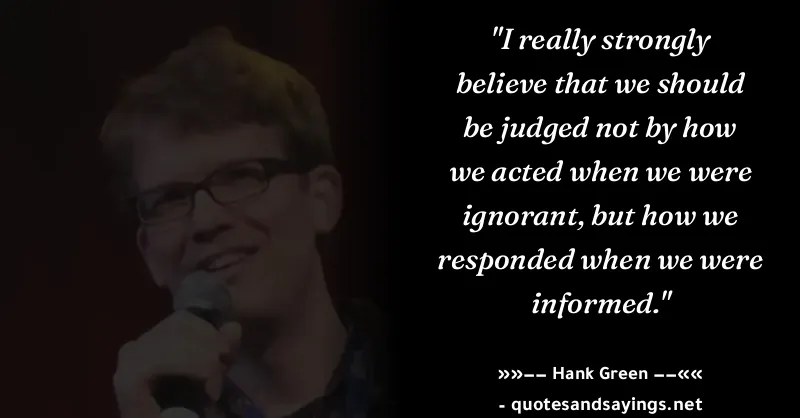 "I really strongly
believe that we should
be judged not by how
we acted when we were
ignorant, but how we
responded when we were
informed."
»»−− Hank Green −−««
- quotesandsayings.net